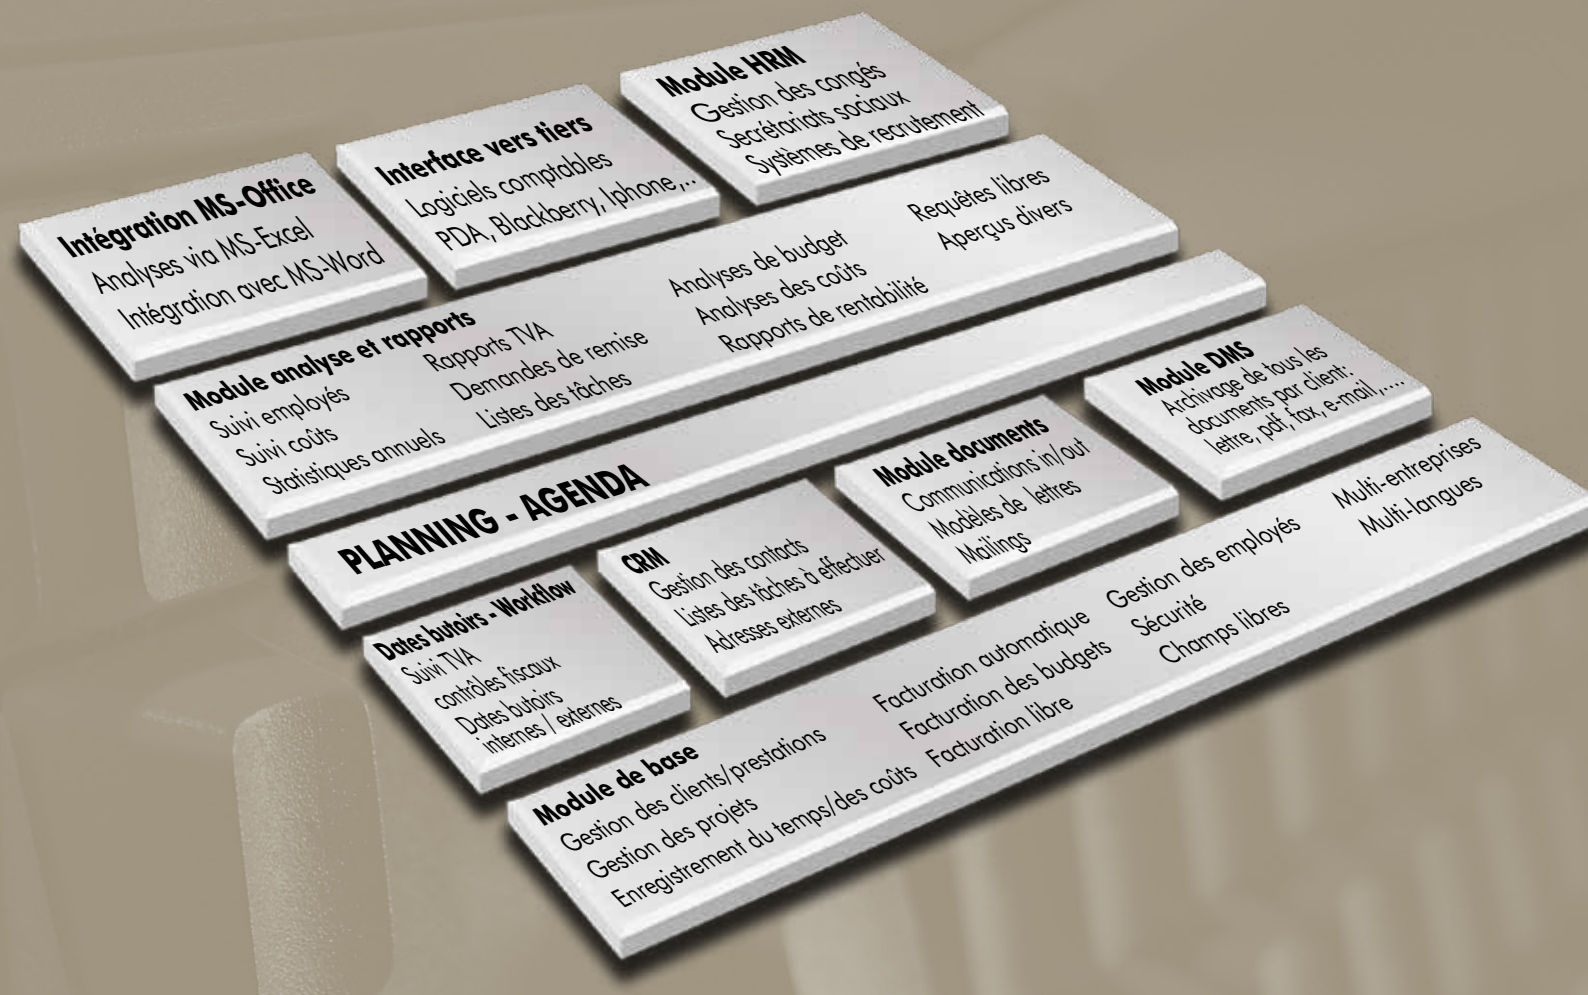 Intégration MS-Office
Analyses via MS-Excel
Intégration avec MS-Word
Interface vers tiers
Logiciels comptables
PDA, Blackberry, Iphone,..
Module HRM
Gestion des congés
Secrétariats sociaux
Systèmes de recrutement
Module analyse et rapports
Suivi employés
Suivi coûts
Statistiques annuels
Rapports TVA
Demandes de remise
Listes des tâches
Analyses de budget
Analyses des coûts
Rapports de rentabilité
Requêtes libres
Aperçus divers
PLANNING - AGENDA
Dates butoirs - Workflow
Suivi TVA
contrôles fiscaux
Dates butoirs
internes / externes
CRM
Gestion des contacts
Listes des tâches à effectuer
Adresses externes
Module documents
Communications in/out
Modèles de lettres
Mailings
Module DMS
Archivage de tous les
documents par client:
lettre, pdf, fax, e-mail,....
Module de base
Gestion des clients/prestations
Gestion des projets
Enregistrement du temps/des coûts
Facturation automatique
Facturation des budgets
Facturation libre
Gestion des employés
Sécurité
Champs libres
Multi-entreprises
Multi-langues